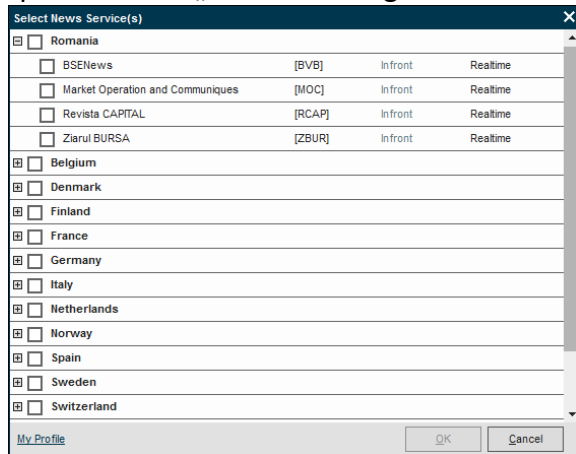 Select News Service(s)
Romania
BSENews [BVB] Infront Realtime
Market Operation and Communiques [MOC] Infront Realtime
Revista CAPITAL [RCAP] Infront Realtime
Ziarul BURSA [ZBUR] Infront Realtime
Belgium
Denmark
Finland
France
Germany
Italy
Netherlands
Norway
Spain
Sweden
Switzerland
My Profile OK Cancel